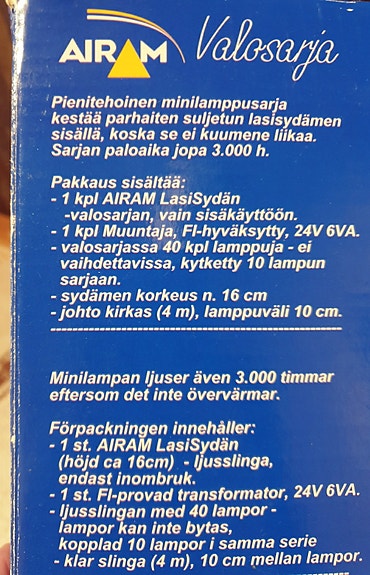 AIRAM Valosarja
Pienitehoinen minilamppusarja
kestää parhaiten suljetun lasisydämen
sisällä, koska se ei kuumene liikaa.
Sarjan paloaika jopa 3.000 h.
Pakkaus sisältää:
- 1 kpl AIRAM LasiSydän
-valosarjan, vain sisäkäyttöön.
- 1 kpl Muuntaja, FI-hyväksytty, 24V 6VA.
- valosarjassa 40 kpl lamppuja - ei
vaihdettavissa, kytketty 10 lampun
sarjaan.
- sydämen korkeus n. 16 cm
- johto kirkas (4 m), lamppuväli 10 cm.
Minilampan ljuser även 3.000 timmar
eftersom det inte övervärmar.
Förpackningen innehåller:
- 1 st. AIRAM LasiSydän
(höjd ca 16cm) - ljusslinga,
endast inombruk.
- 1 st. FI-provad transformator, 24V 6VA.
- ljusslingan med 40 lampor -
lampor kan inte bytas,
kopplad 10 lampor i samma serie
- klar slinga (4 m), 10 cm mellan lampor.